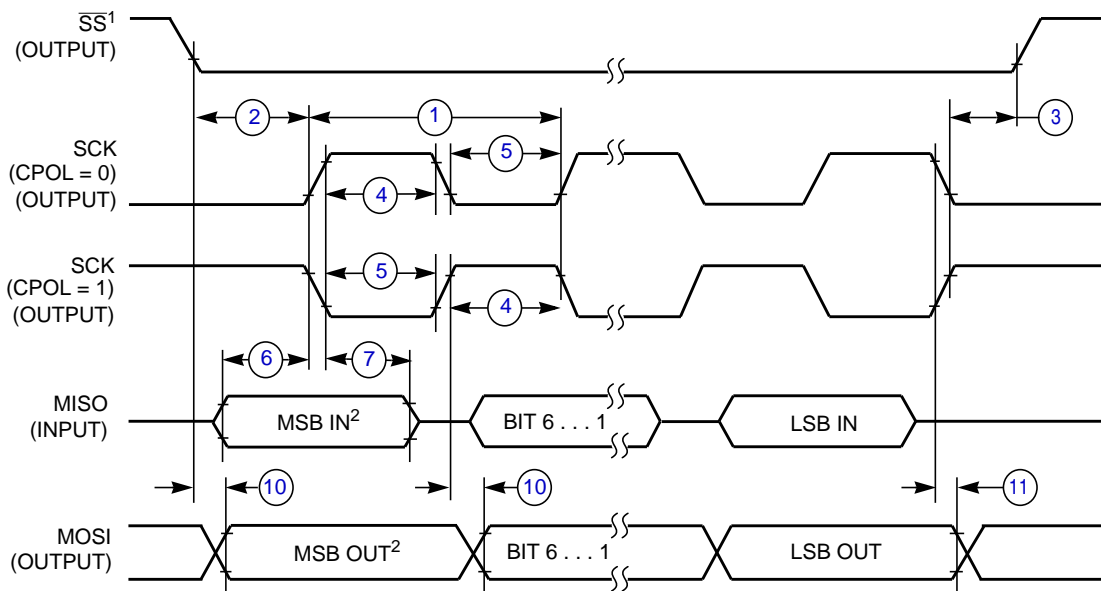 SS¹
(OUTPUT)
2
1
3
SCK
(CPOL = 0)
(OUTPUT)
5
4
SCK
(CPOL = 1)
(OUTPUT)
5
4
6
7
MISO
(INPUT)
MSB IN²
BIT 6 . . . 1
LSB IN
10
10
11
MOSI
(OUTPUT)
MSB OUT²
BIT 6 . . . 1
LSB OUT